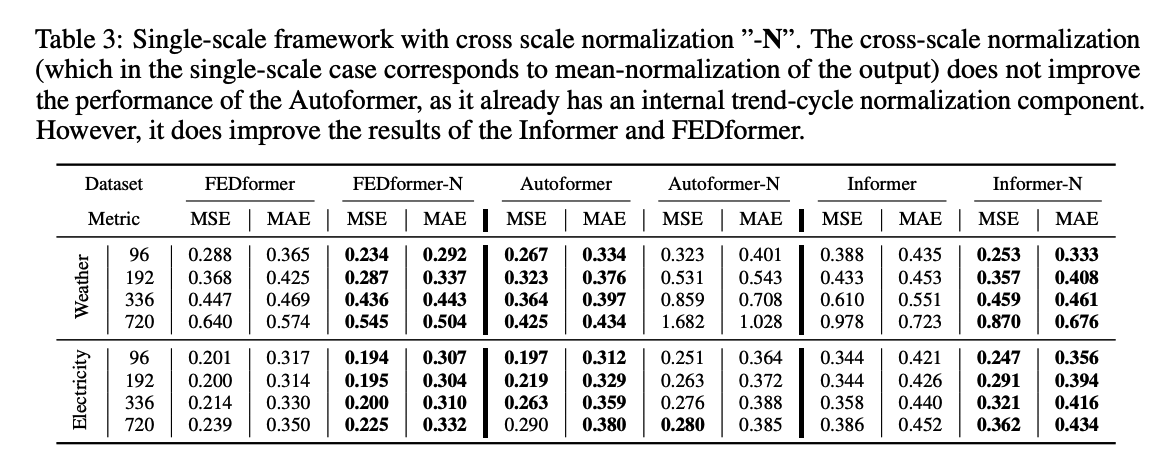 Table 3: Single-scale framework with cross scale normalization ”-N”. The cross-scale normalization
(which in the single-scale case corresponds to mean-normalization of the output) does not improve
the performance of the Autoformer, as it already has an internal trend-cycle normalization component.
However, it does improve the results of the Informer and FEDformer.
Dataset FEDformer FEDformer-N Autoformer Autoformer-N Informer Informer-N
Metric MSE MAE MSE MAE MSE MAE MSE MAE MSE MAE MSE MAE
Weather
96 0.288 0.365 0.234 0.292 0.267 0.334 0.323 0.401 0.388 0.435 0.253 0.333
192 0.368 0.425 0.287 0.337 0.323 0.376 0.531 0.543 0.433 0.453 0.357 0.408
336 0.447 0.469 0.436 0.443 0.364 0.397 0.859 0.708 0.610 0.551 0.459 0.461
720 0.640 0.574 0.545 0.504 0.425 0.434 1.682 1.028 0.978 0.723 0.870 0.676
Electricity
96 0.201 0.317 0.194 0.307 0.197 0.312 0.251 0.364 0.344 0.421 0.247 0.356
192 0.200 0.314 0.195 0.304 0.219 0.329 0.263 0.372 0.344 0.426 0.291 0.394
336 0.214 0.330 0.200 0.310 0.263 0.359 0.276 0.388 0.358 0.440 0.321 0.416
720 0.239 0.350 0.225 0.332 0.290 0.380 0.280 0.385 0.386 0.452 0.362 0.434